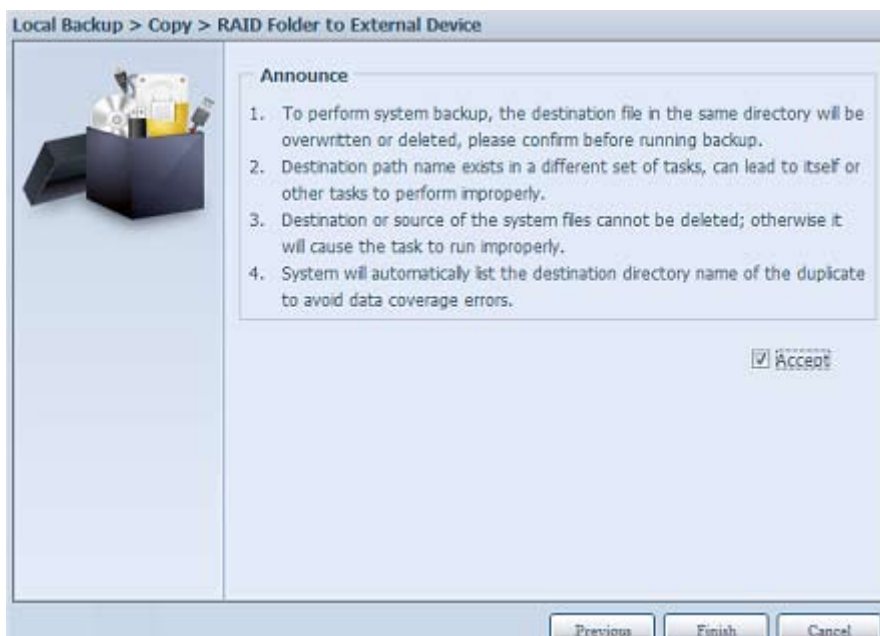 Local Backup > Copy > RAID Folder to External Device
Announce
1. To perform system backup, the destination file in the same directory will be
overwritten or deleted, please confirm before running backup.
2. Destination path name exists in a different set of tasks, can lead to itself or
other tasks to perform improperly.
3. Destination or source of the system files cannot be deleted; otherwise it
will cause the task to run improperly.
4. System will automatically list the destination directory name of the duplicate
to avoid data coverage errors.
Accept
Previous Finish Cancel